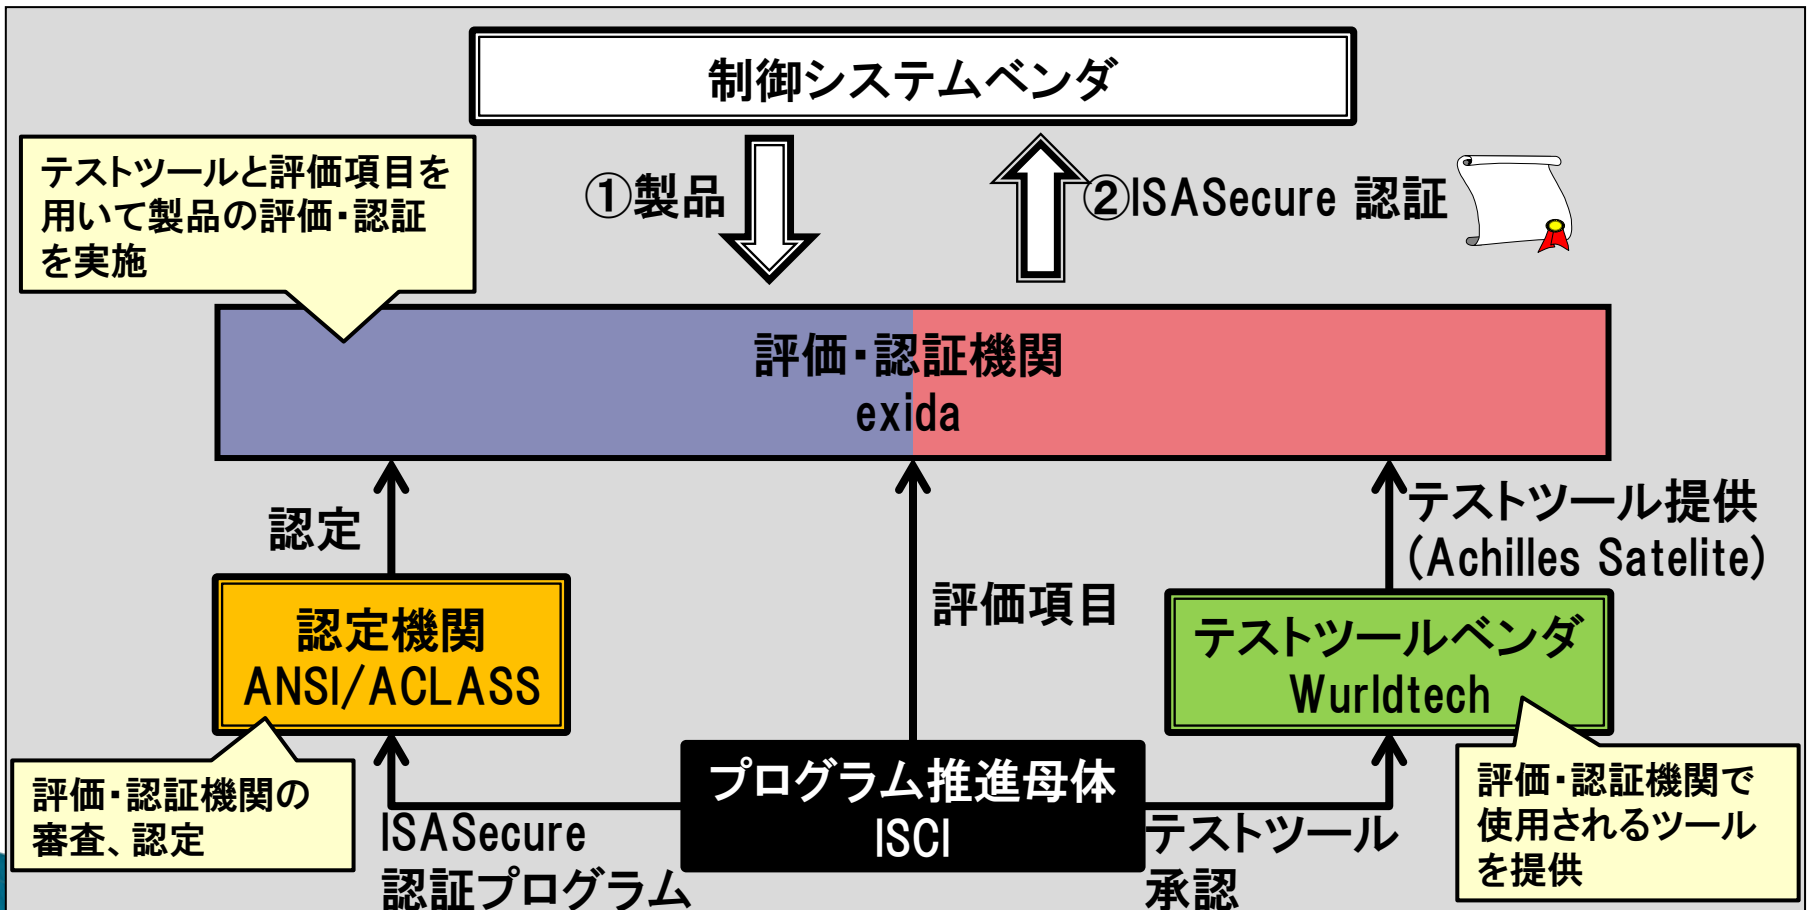 制御システムベンダ
テストツールと評価項目を
用いて製品の評価・認証
を実施
①製品
②ISASecure 認証
評価・認証機関
exida
認定
評価項目
テストツール提供
(Achilles Satelite)
認定機関
ANSI/ACLASS
テストツールベンダ
Wurldtech
評価・認証機関の
審査、認定
ISASecure
認証プログラム
プログラム推進母体
ISCI
テストツール
承認
評価・認証機関で
使用されるツール
を提供